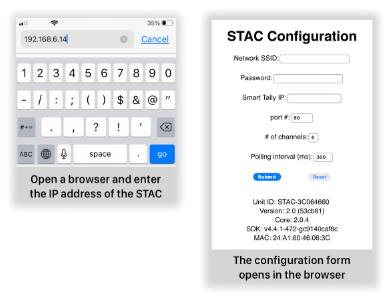 35%
192.168.6.14
Cancel
1 2 3 4 5 6 7 8 9 0
- / : ; ( ) $ & @ "
#+= . , ? ! ' 
ABC space . go
Open a browser and enter
the IP address of the STAC
STAC Configuration
Network SSID:
Password:
Smart Tally IP:
port #: 80
# of channels: 6
Polling interval (ms): 300
Submit Reset
Unit ID: STAC-3C064660
Version: 2.0 (53cb81)
Core: 2.0.4
SDK: v4.4.1-472-gc9140caf8c
MAC: 24:A1:60:46:06:3C
The configuration form
opens in the browser